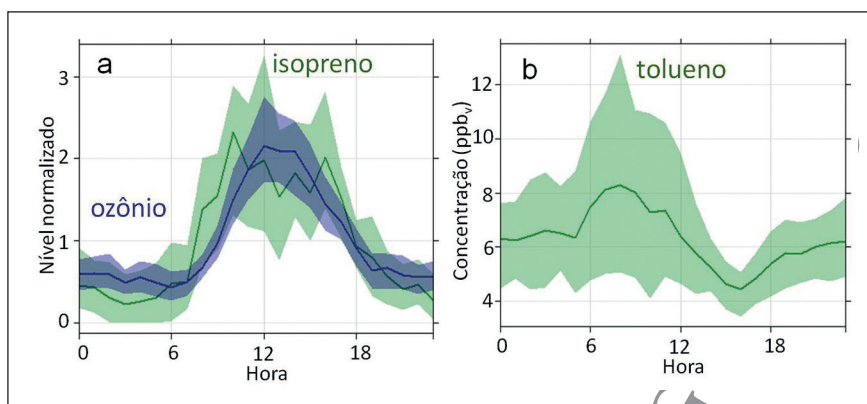 a
isopreno
ozônio
Nível normalizado
3
2
1
0
0
6
12
18
Hora
b
tolueno
Concentração (ppbv)
12
10
8
6
4
0
6
12
18
Hora